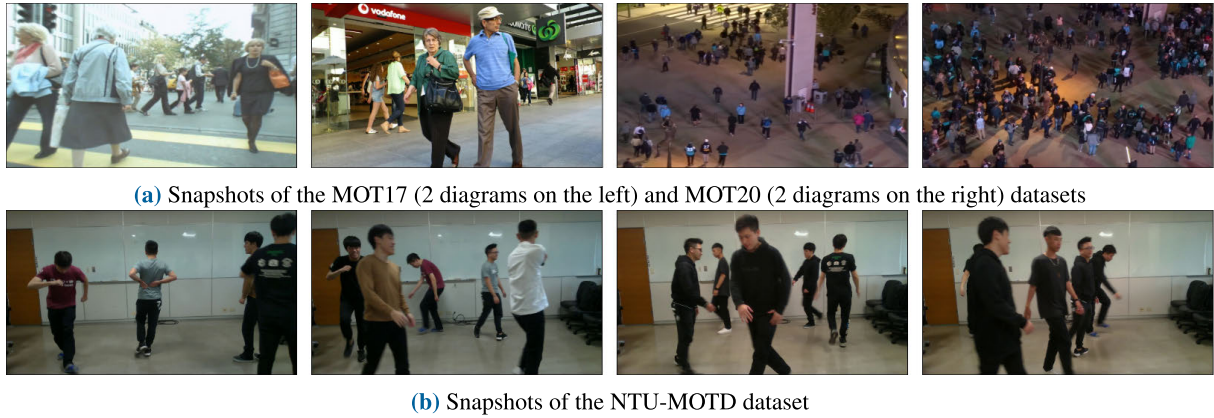 vodafone
(a) Snapshots of the MOT17 (2 diagrams on the left) and MOT20 (2 diagrams on the right) datasets
(b) Snapshots of the NTU-MOTD dataset